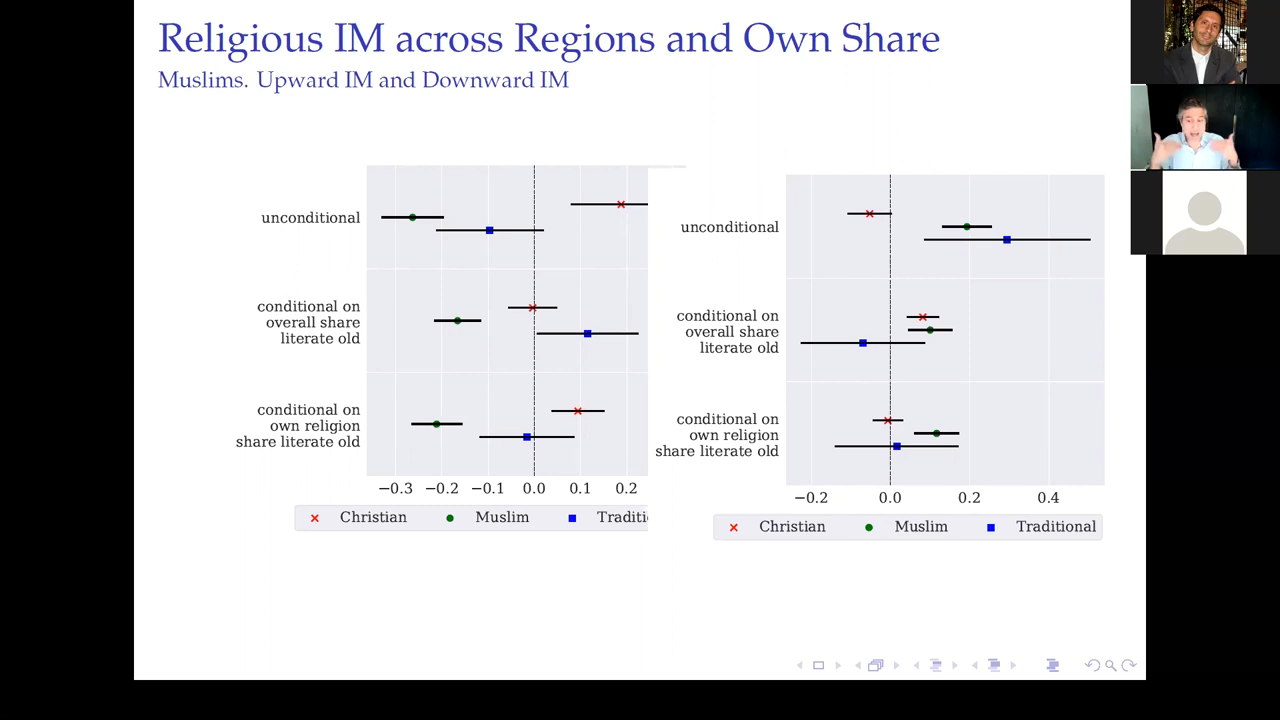 Religious IM across Regions and Own Share
Muslims. Upward IM and Downward IM
unconditional
conditional on
overall share
literate old
conditional on
own religion
share literate old
−0.3 −0.2 −0.1 0.0 0.1 0.2
Christian Muslim Traditi
unconditional
conditional on
overall share
literate old
conditional on
own religion
share literate old
−0.2 0.0 0.2 0.4
Christian Muslim Traditional